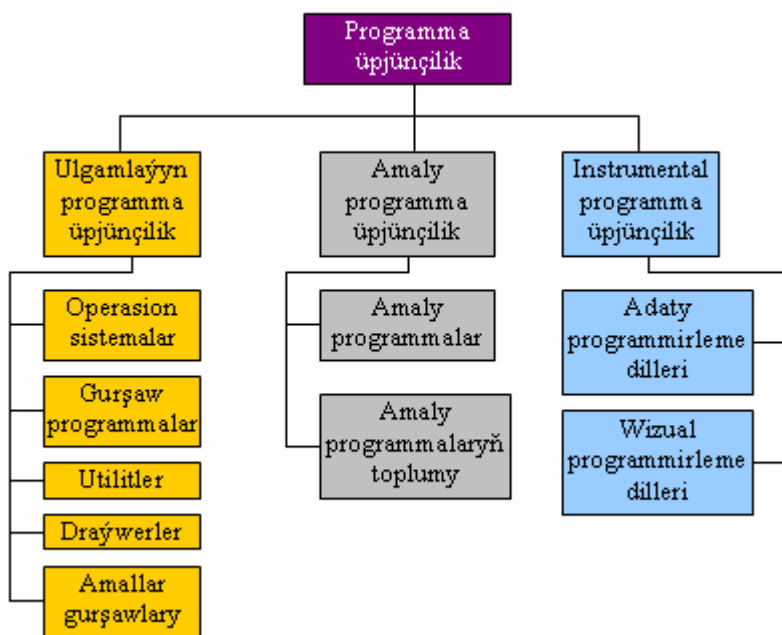 Programma
üpjünçilik
Ulgamlaýyn
programma
üpjünçilik
Amaly
programma
üpjünçilik
Instrumental
programma
üpjünçilik
Operasion
sistemalar
Gurşaw
programmalar
Utilitler
Draýwerler
Amallar
gurşawlary
Amaly
programmalar
Amaly
programmalaryň
toplumy
Adaty
programmirleme
dilleri
Wizual
programmirleme
dilleri